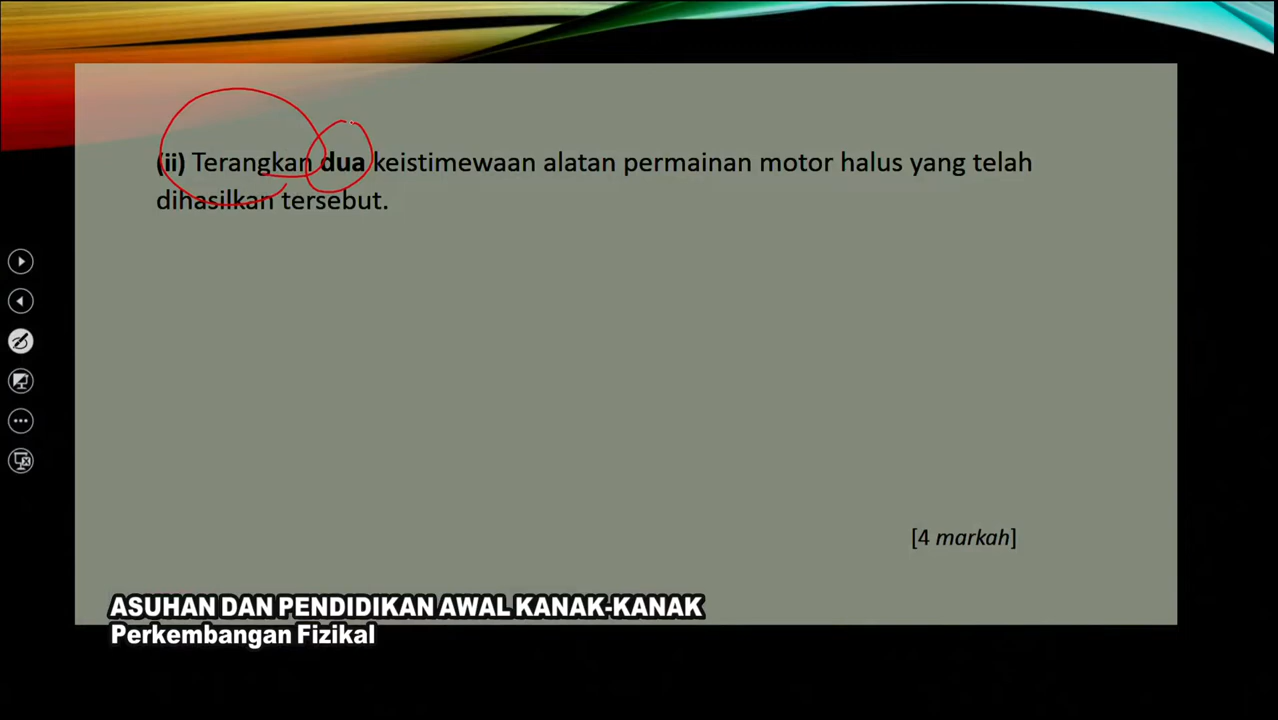 (ii) Terangkan dua keistimewaan alatan permainan motor halus yang telah
dihasilkan tersebut.
[4 markah]
ASUHAN DAN PENDIDIKAN AWAL KANAK-KANAK
Perkembangan Fizikal